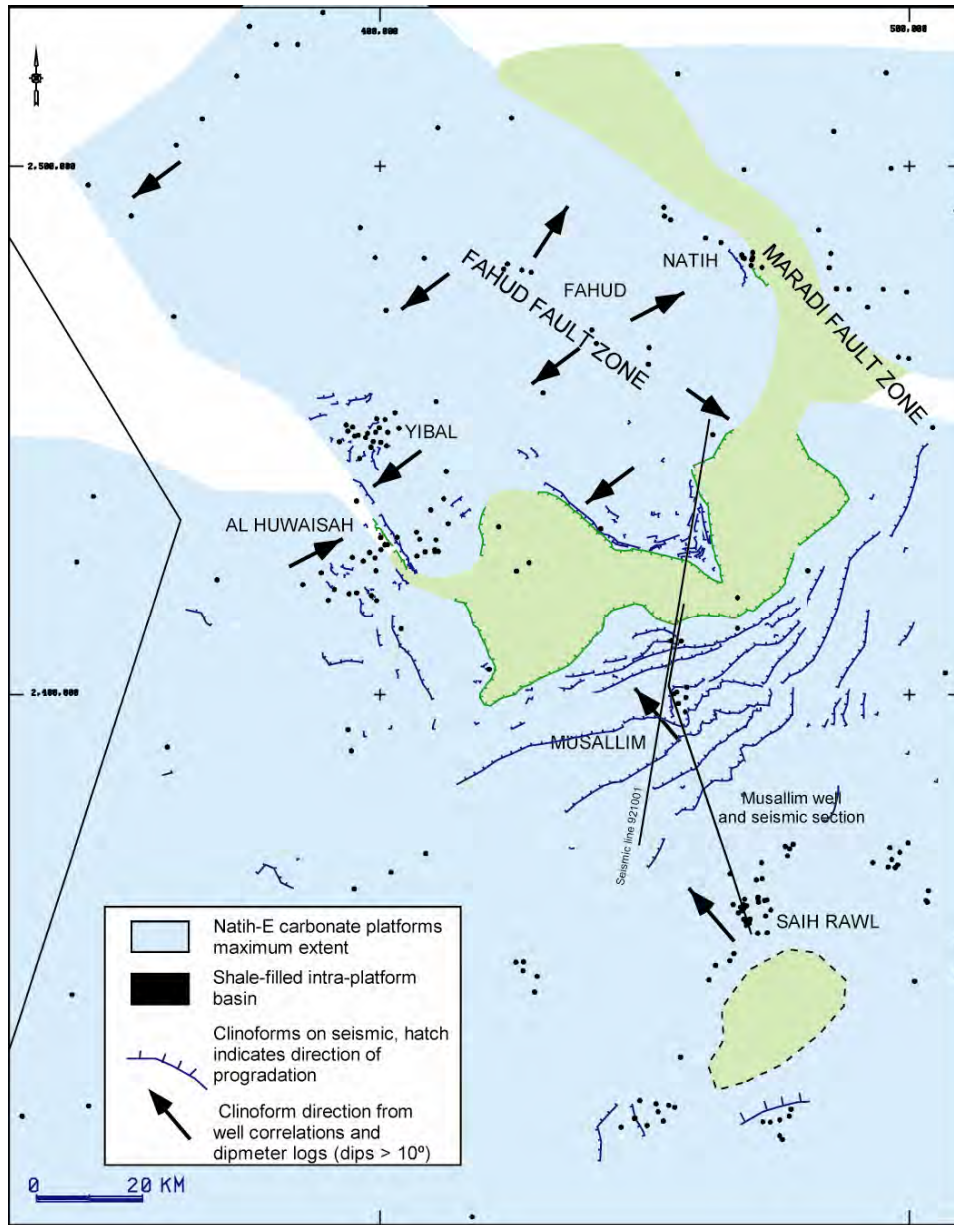 400,000
500,000
2,500,000
NATIH
MARADI FAULT ZONE
FAHUD FAULT ZONE
FAHUD
YIBAL
AL HUWAISAH
2,400,000
MUSALLIM
Seismic line 921001
Musallim well
and seismic section
SAIH RAWL
Natih-E carbonate platforms
maximum extent
Shale-filled intra-platform
basin
Clinoforms on seismic, hatch
indicates direction of
progradation
Clinoform direction from
well correlations and
dipmeter logs (dips > 10º)
0 20 KM